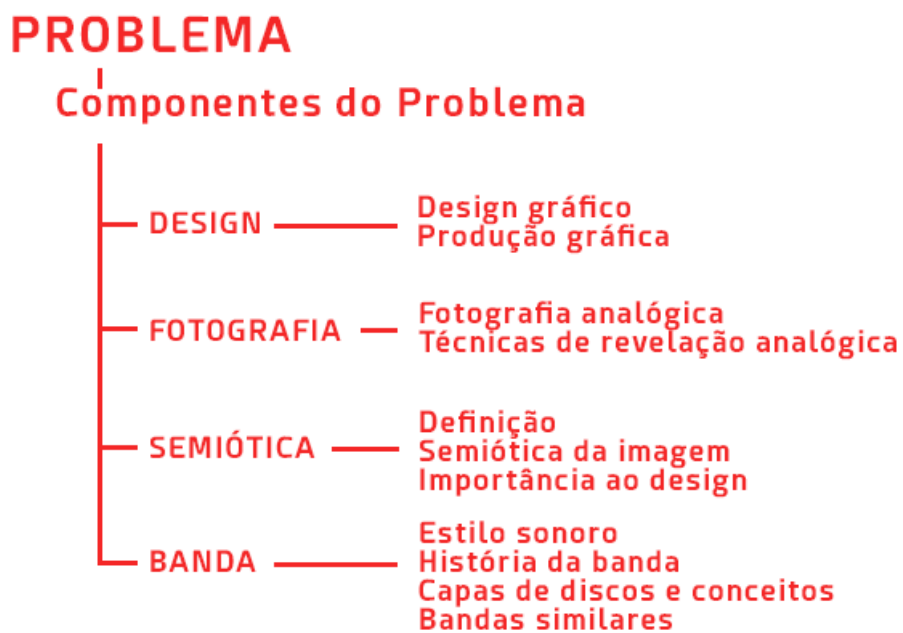 PROBLEMA
Componentes do Problema
DESIGN
Design gráfico
Produção gráfica
FOTOGRAFIA
Fotografia analógica
Técnicas de revelação analógica
SEMIÓTICA
Definição
Semiótica da imagem
Importância ao design
BANDA
Estilo sonoro
História da banda
Capas de discos e conceitos
Bandas similares